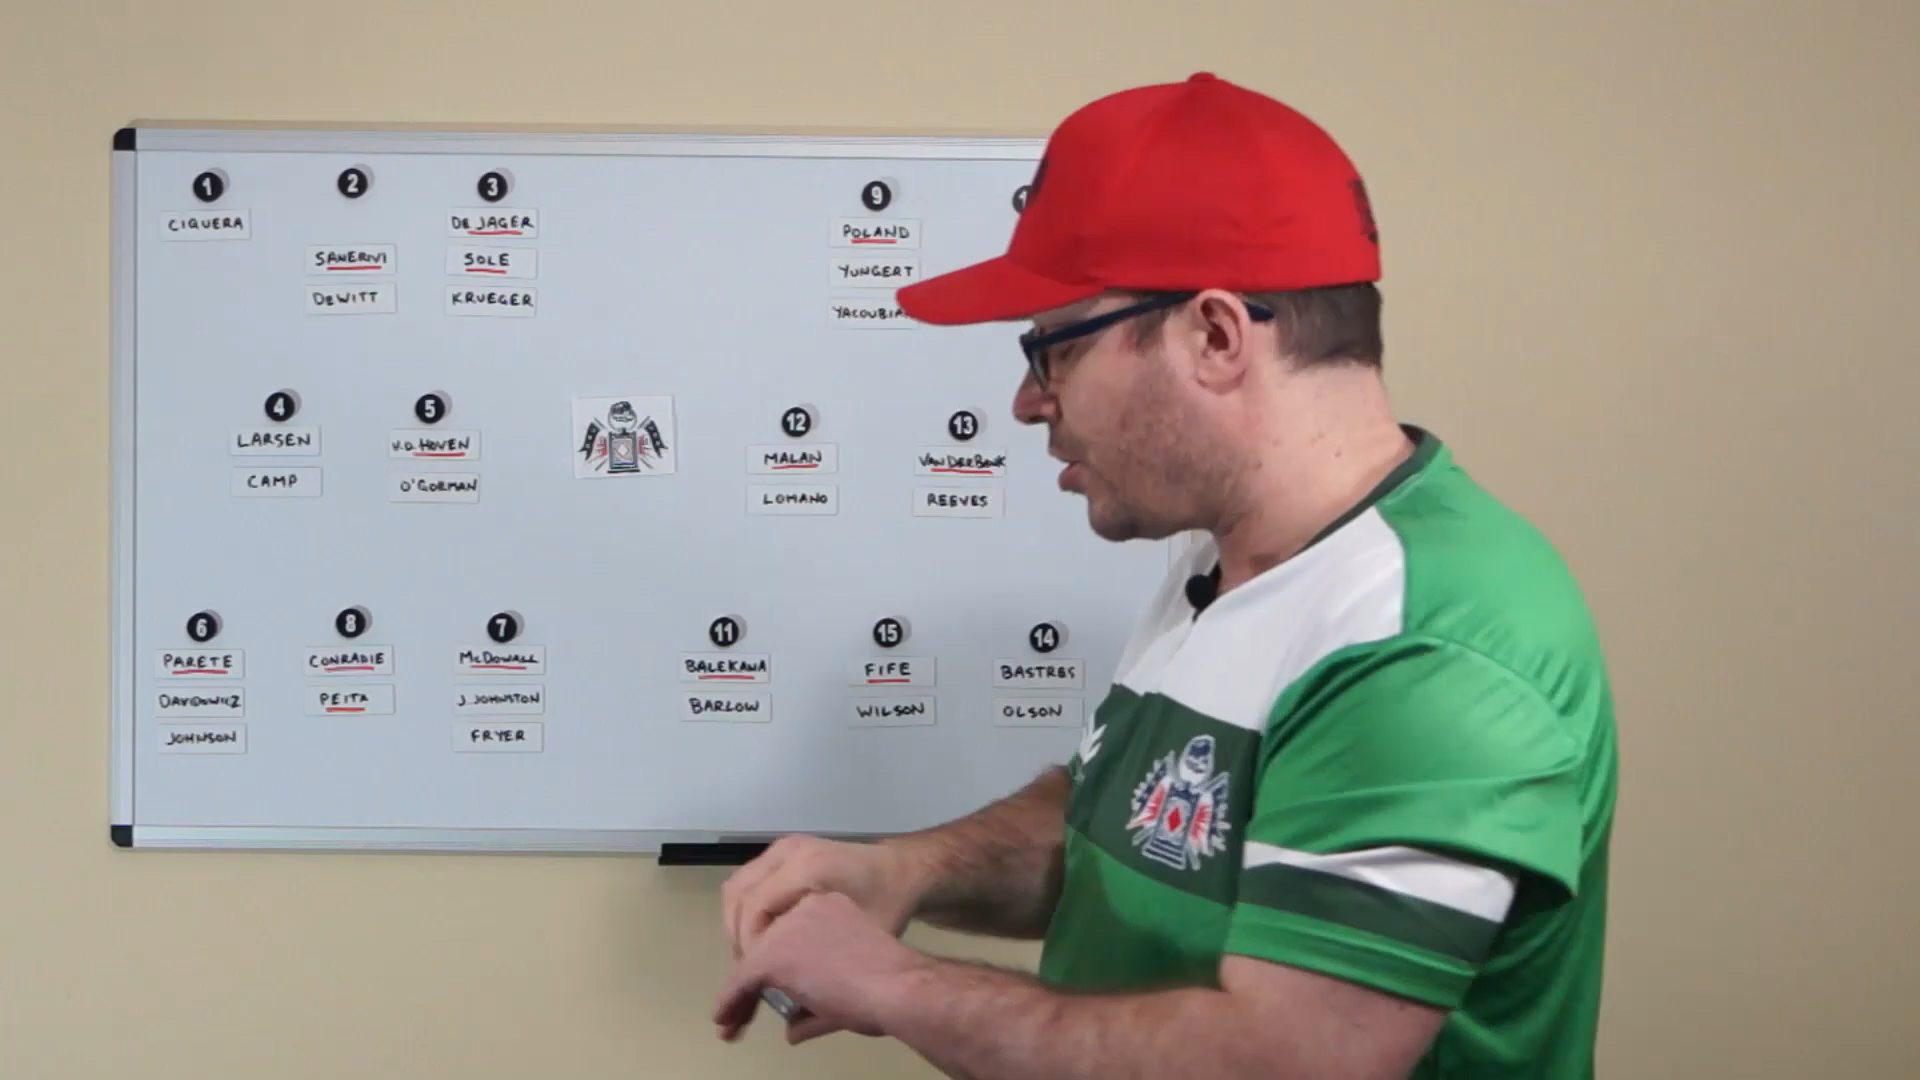 1
CIQUERA
2
SANERIVI
DEWITT
3
DE JAGER
SOLE
KRUEGER
9
POLAND
YUNGERT
4
LARSEN
CAMP
5
V.D. HOVEN
O'GORMAN
12
MALAN
LOMANO
13
VAN DER BANK
REEVES
6
PARETE
DAVIDOWICZ
JOHNSON
8
CONRADIE
PEITA
7
McDOWALL
J. JOHNSTON
FRYER
11
BALEKANA
BARLOW
15
FIFE
WILSON
14
BASTRES
OLSON